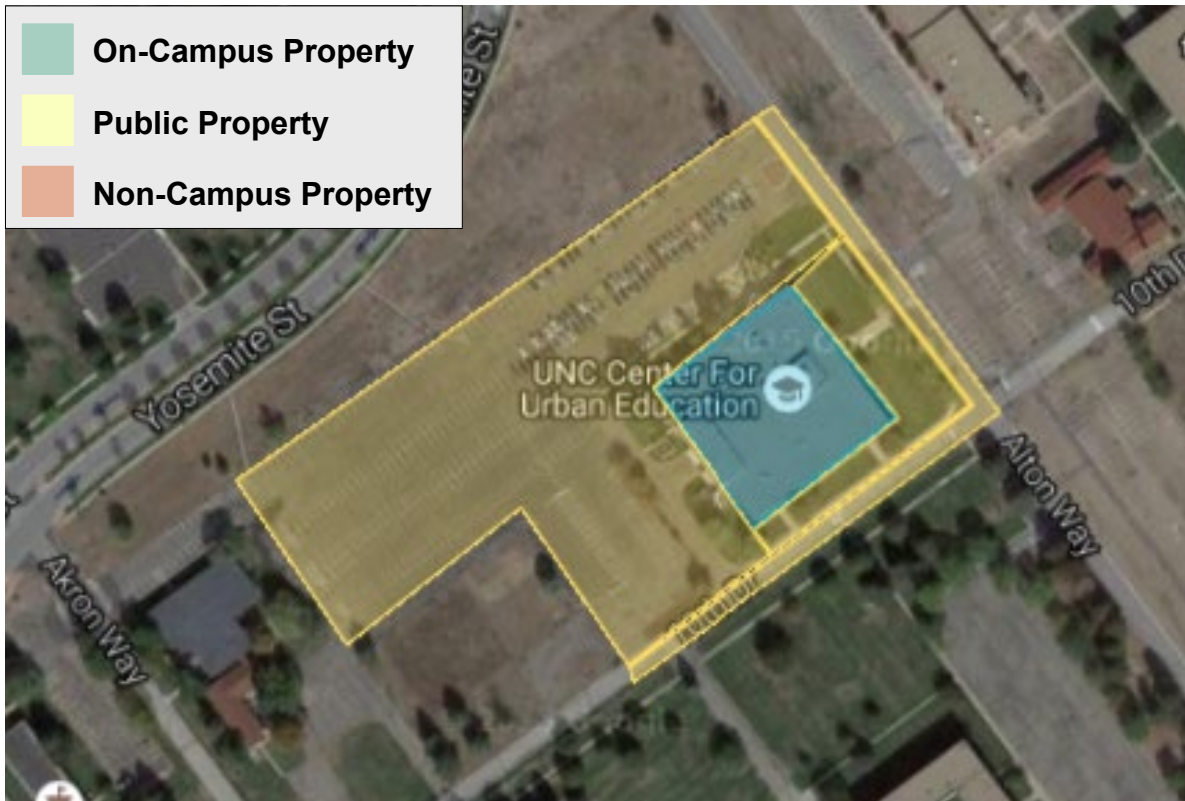 On-Campus Property
Public Property
Non-Campus Property
Yosemite St
UNC Center For
Urban Education
Alton Way
Akron Way